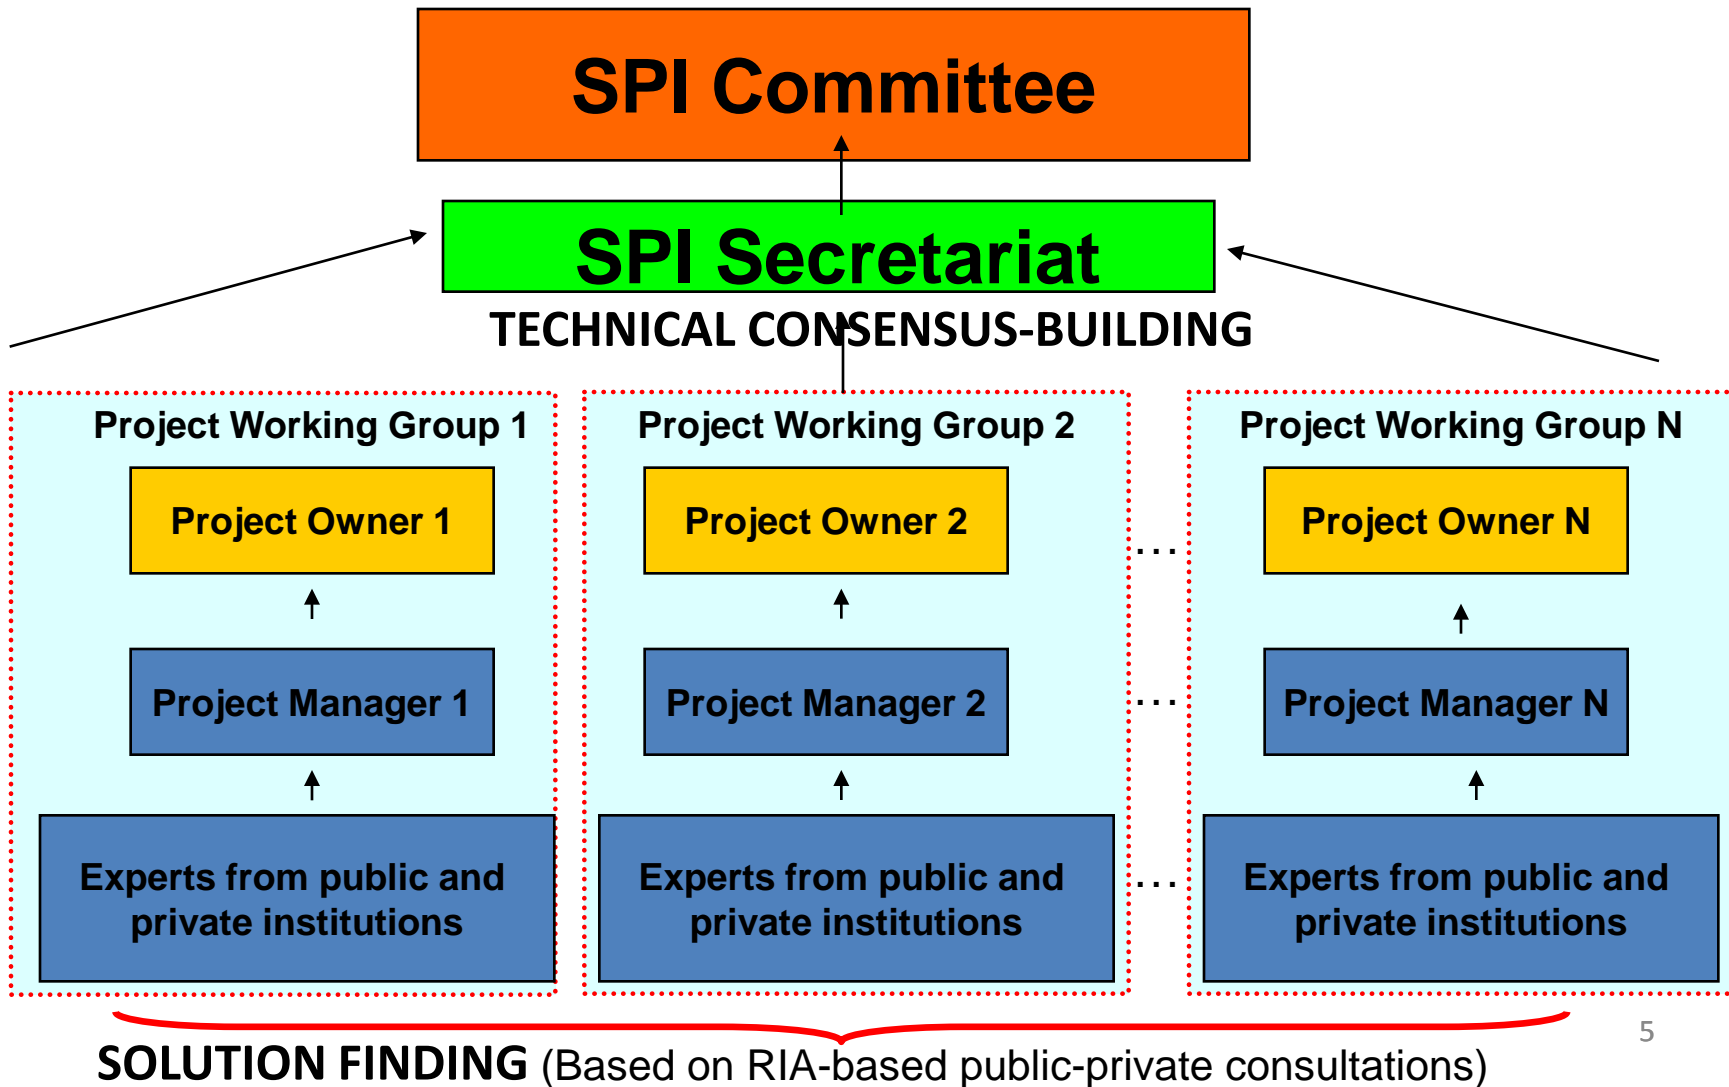 SPI Committee
SPI Secretariat
TECHNICAL CONSENSUS-BUILDING
Project Working Group 1
Project Owner 1
Project Manager 1
Experts from public and
private institutions
Project Working Group 2
Project Owner 2
Project Manager 2
Experts from public and
private institutions
...
...
...
Project Working Group N
Project Owner N
Project Manager N
Experts from public and
private institutions
5
SOLUTION FINDING (Based on RIA-based public-private consultations)